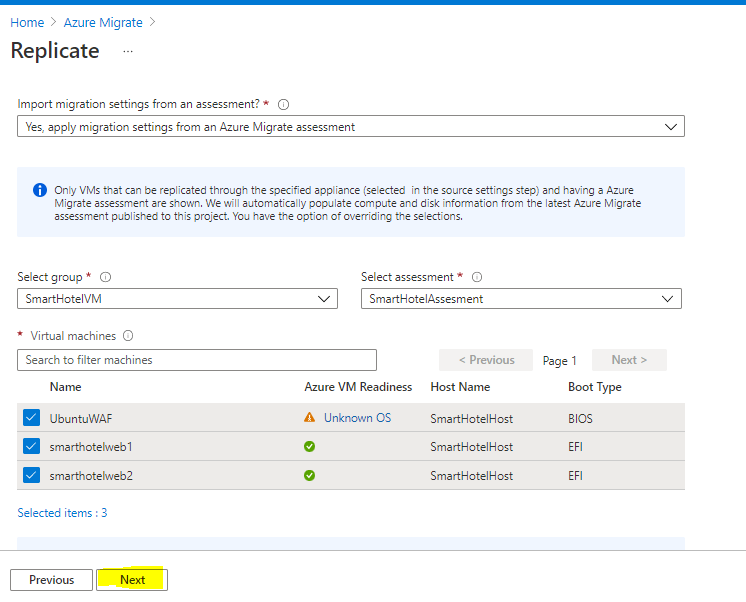 Home > Azure Migrate >
Replicate ...
Import migration settings from an assessment? *
Yes, apply migration settings from an Azure Migrate assessment
Only VMs that can be replicated through the specified appliance (selected in the source settings step) and having a Azure
Migrate assessment are shown. We will automatically populate compute and disk information from the latest Azure Migrate
assessment published to this project. You have the option of overriding the selections.
Select group * Select assessment *
SmartHotelVM SmartHotelAssesment
* Virtual machines
Search to filter machines < Previous Page 1 Next >
Name Azure VM Readiness Host Name Boot Type
UbuntuWAF Unknown OS SmartHotelHost BIOS
smarthotelweb1 SmartHotelHost EFI
smarthotelweb2 SmartHotelHost EFI
Selected items : 3
Previous Next